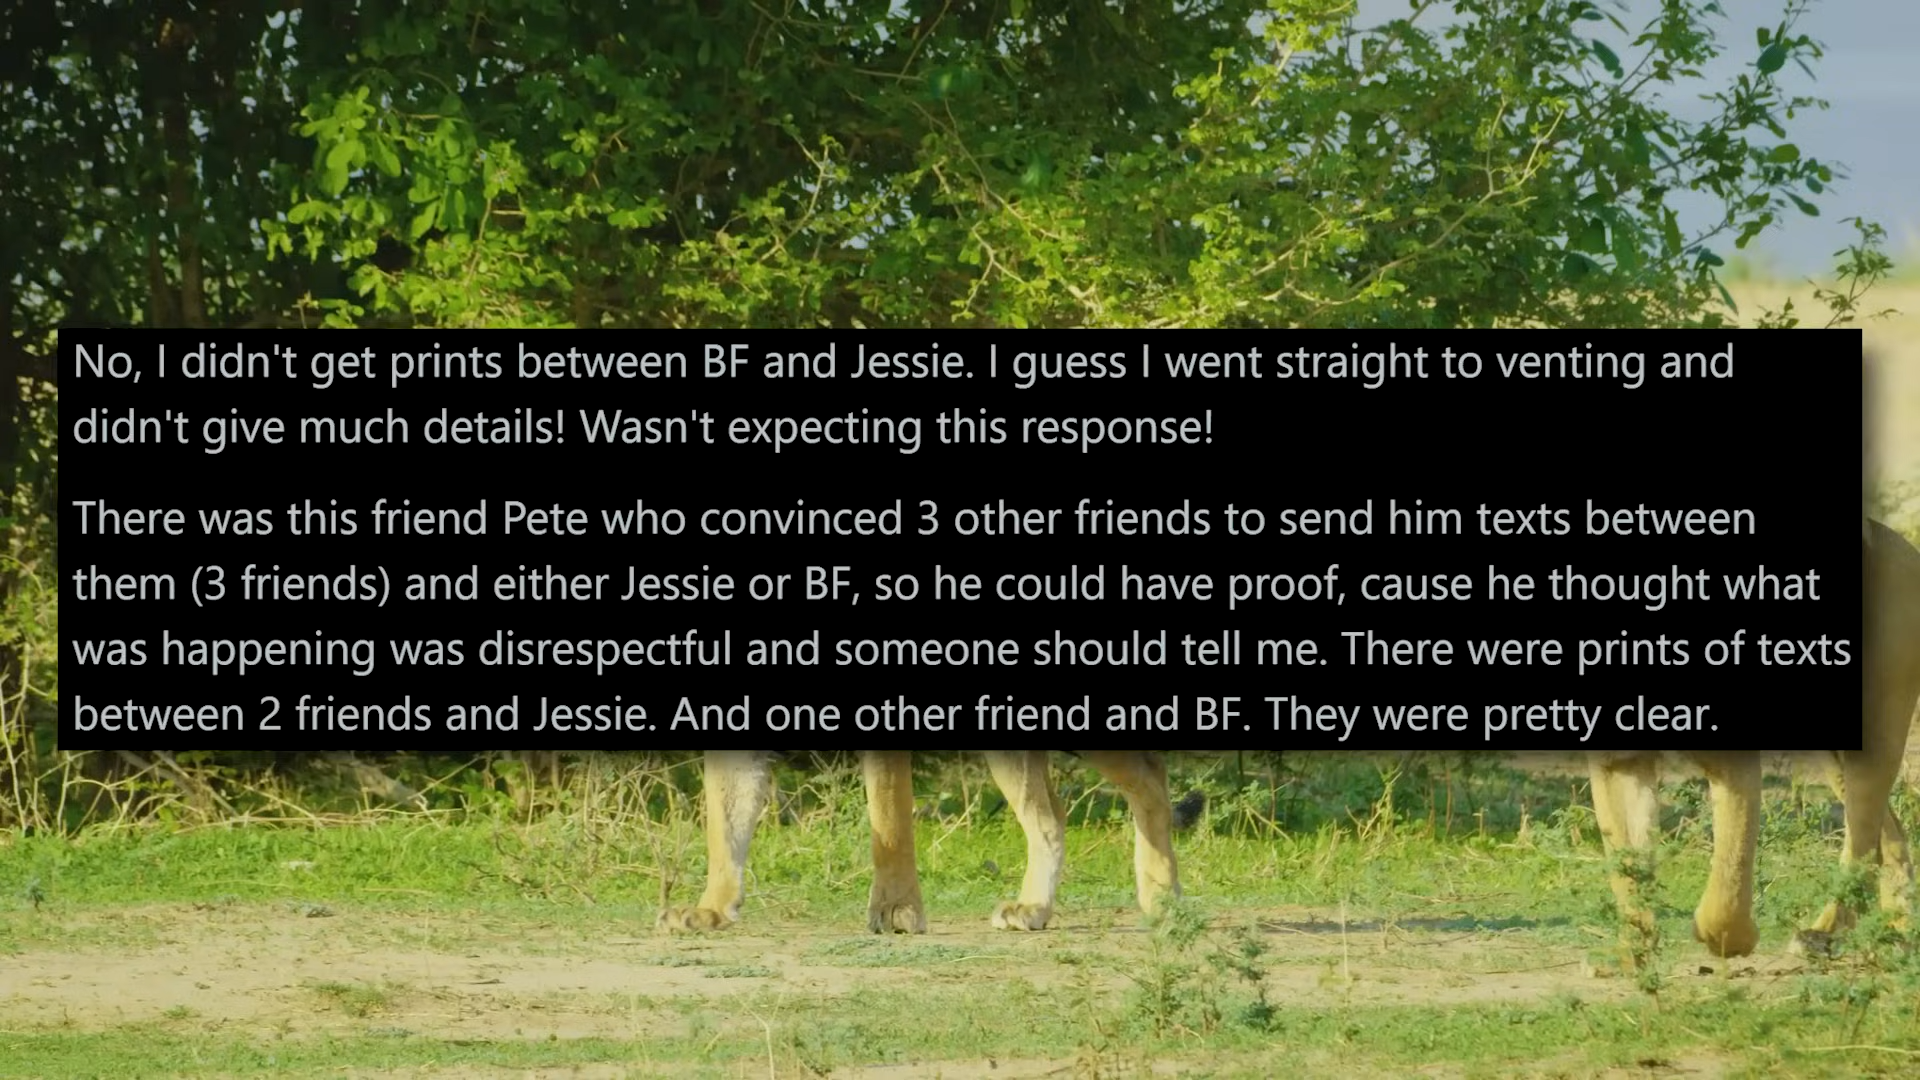 No, I didn't get prints between BF and Jessie. I guess I went straight to venting and
didn't give much details! Wasn't expecting this response!
There was this friend Pete who convinced 3 other friends to send him texts between
them (3 friends) and either Jessie or BF, so he could have proof, cause he thought what
was happening was disrespectful and someone should tell me. There were prints of texts
between 2 friends and Jessie. And one other friend and BF. They were pretty clear.